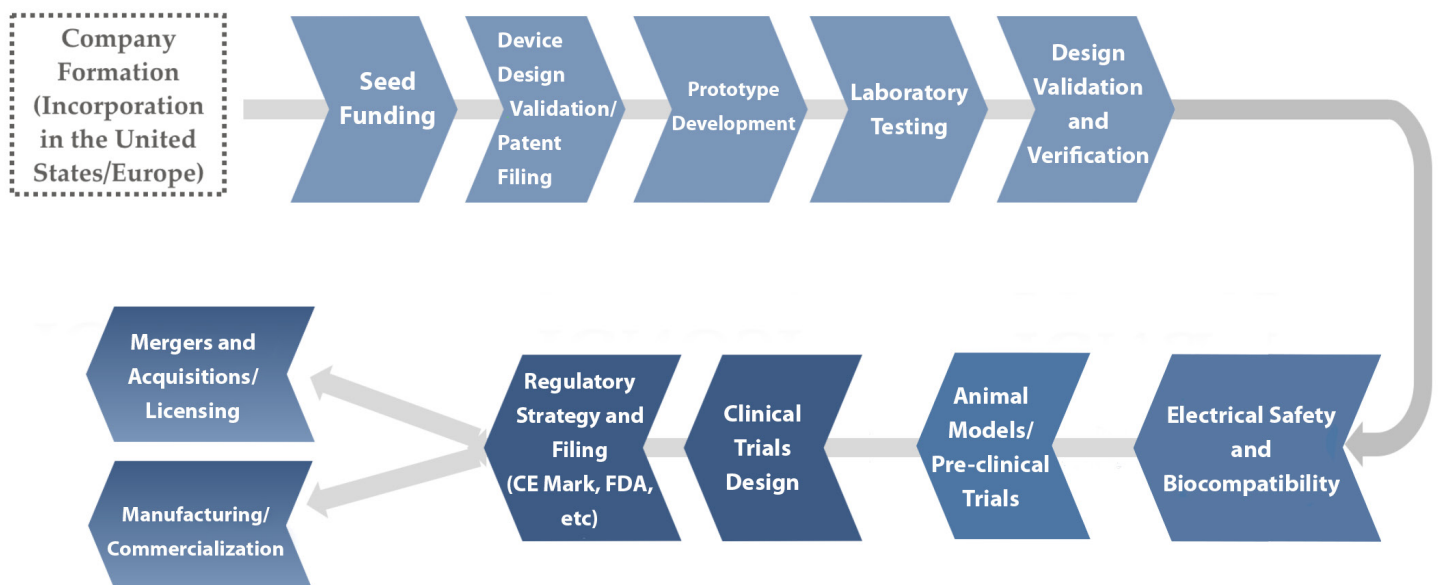 Company
Formation
(Incorporation
in the United
States/Europe)
Seed
Funding
Device
Design
Validation/
Patent
Filing
Prototype
Development
Laboratory
Testing
Design
Validation
and
Verification
Electrical Safety
and
Biocompatibility
Animal
Models/
Pre-clinical
Trials
Clinical
Trials
Design
Regulatory
Strategy and
Filing
(CE Mark, FDA,
etc)
Mergers and
Acquisitions/
Licensing
Manufacturing/
Commercialization